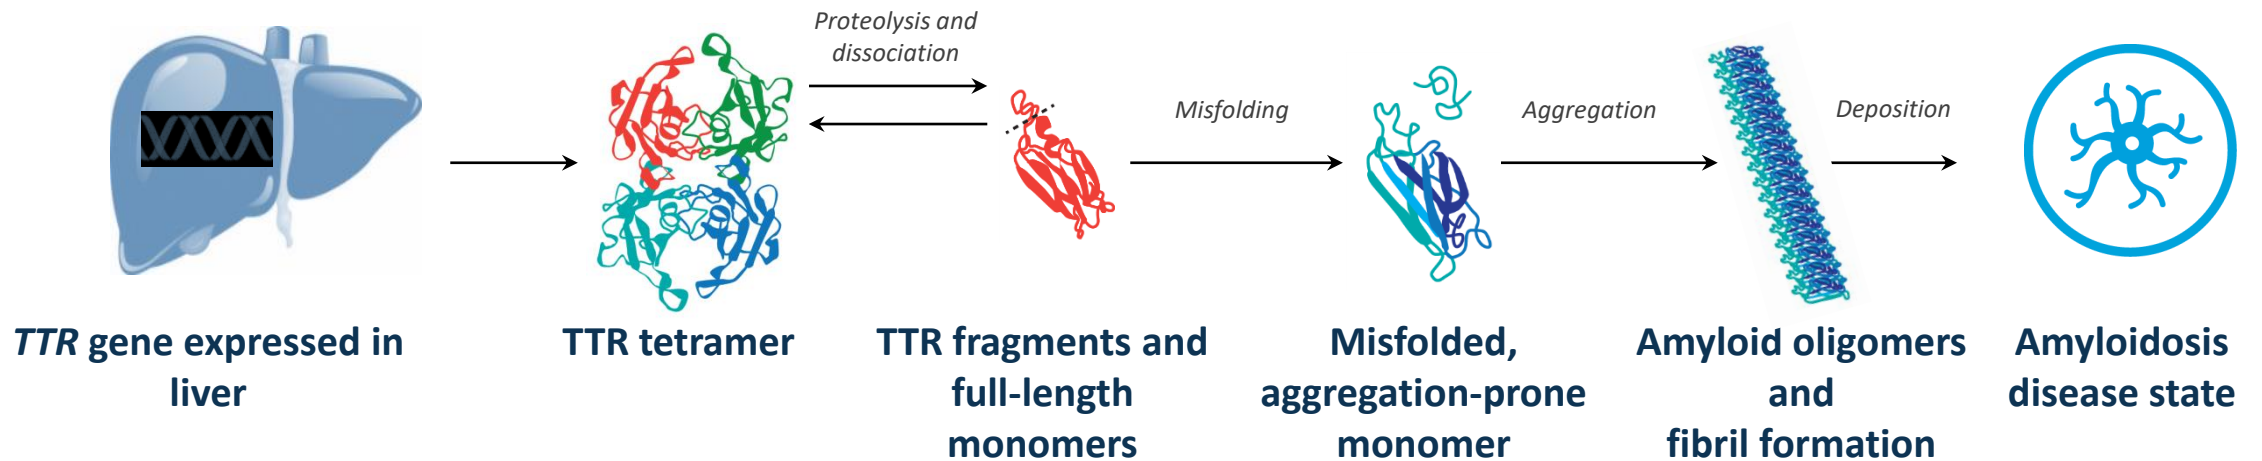 Proteolysis and
dissociation
Misfolding
Aggregation
Deposition
TTR gene expressed in
liver
TTR tetramer
TTR fragments and
full-length
monomers
Misfolded,
aggregation-prone
monomer
Amyloid oligomers
and
fibril formation
Amyloidosis
disease state